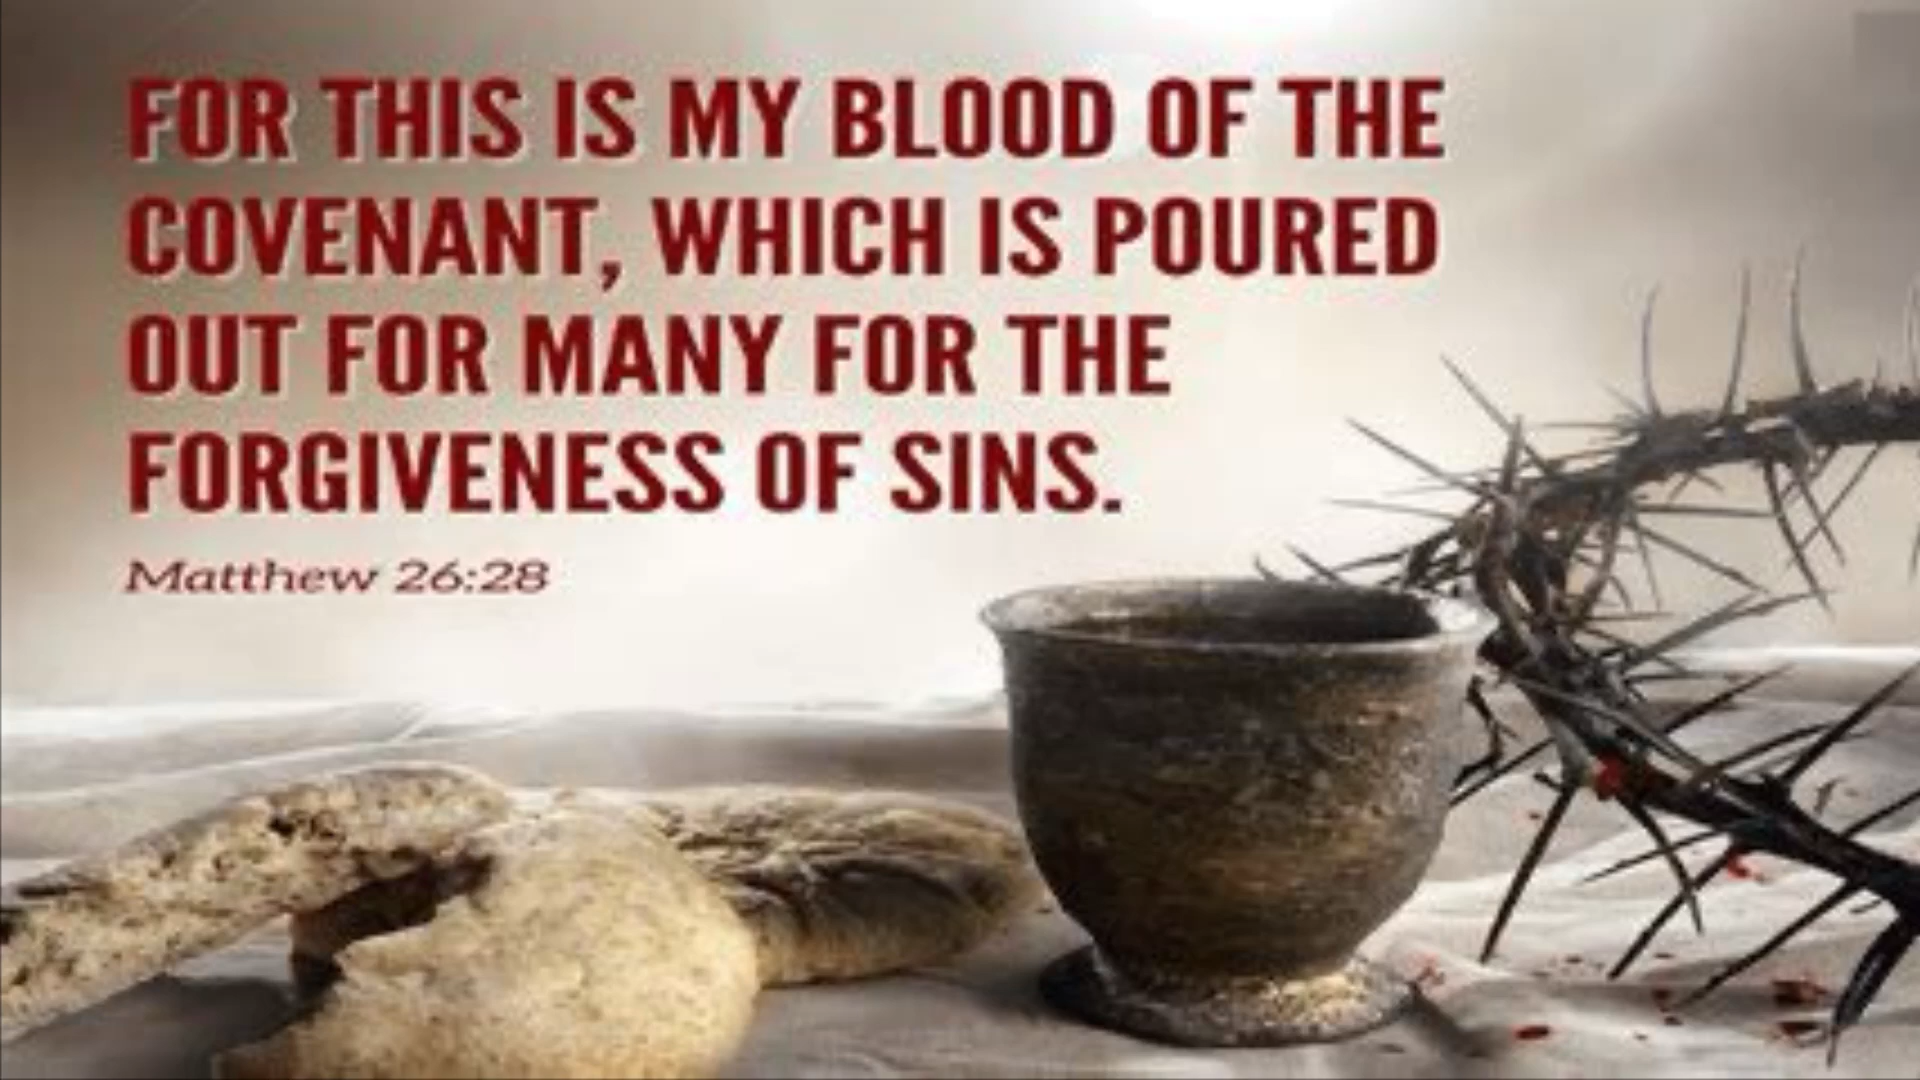 FOR THIS IS MY BLOOD OF THE
COVENANT, WHICH IS POURED
OUT FOR MANY FOR THE
FORGIVENESS OF SINS.
Matthew 26:28